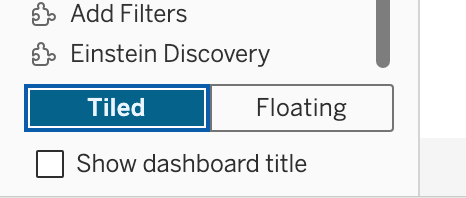 Add Filters
Einstein Discovery
Tiled Floating
Show dashboard title